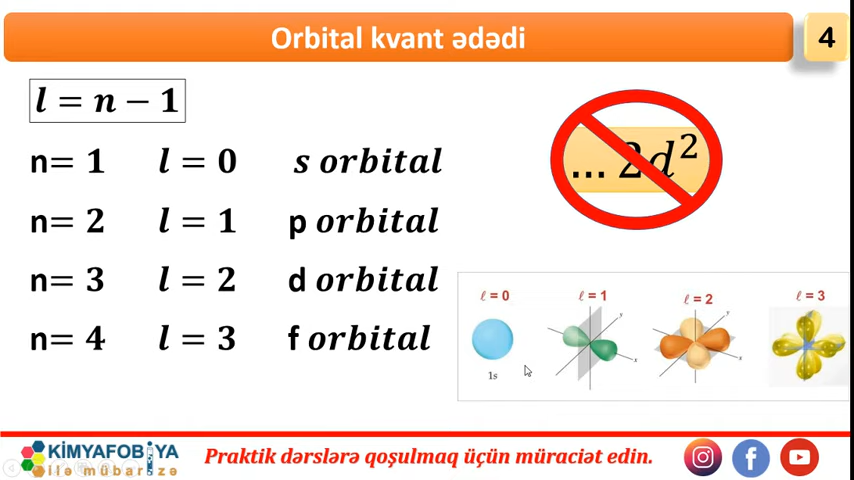 Orbital kvant ədədi
4
l = n − 1
n= 1 l = 0 s orbital
n= 2 l = 1 p orbital
n= 3 l = 2 d orbital
n= 4 l = 3 f orbital
... 2d²
ℓ = 0 ℓ = 1 ℓ = 2 ℓ = 3
1s
y
x
y
x
KİMYAFOBİYA
ilə mübarizə
Praktik dərslərə qoşulmaq üçün müraciət edin.